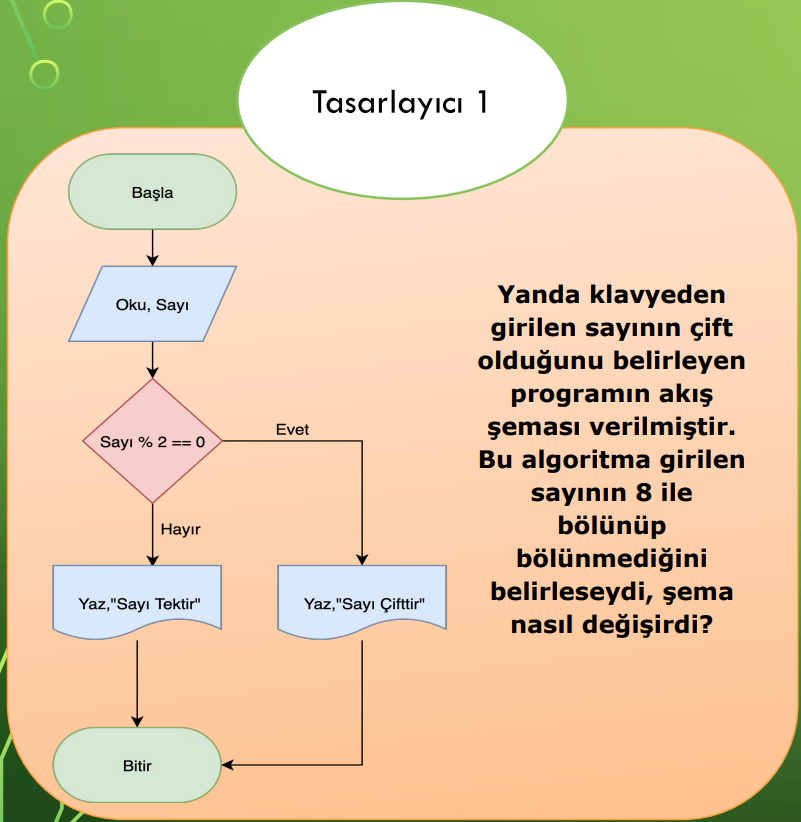 Tasarlayıcı 1
Başla
Oku, Sayı
Sayı % 2 == 0
Evet
Hayır
Yaz,"Sayı Tektir"
Yaz,"Sayı Çifttir"
Bitir
Yanda klavyeden
girilen sayının çift
olduğunu belirleyen
programın akış
şeması verilmiştir.
Bu algoritma girilen
sayının 8 ile
bölünüp
bölünmediğini
belirleseydi, şema
nasıl değişirdi?